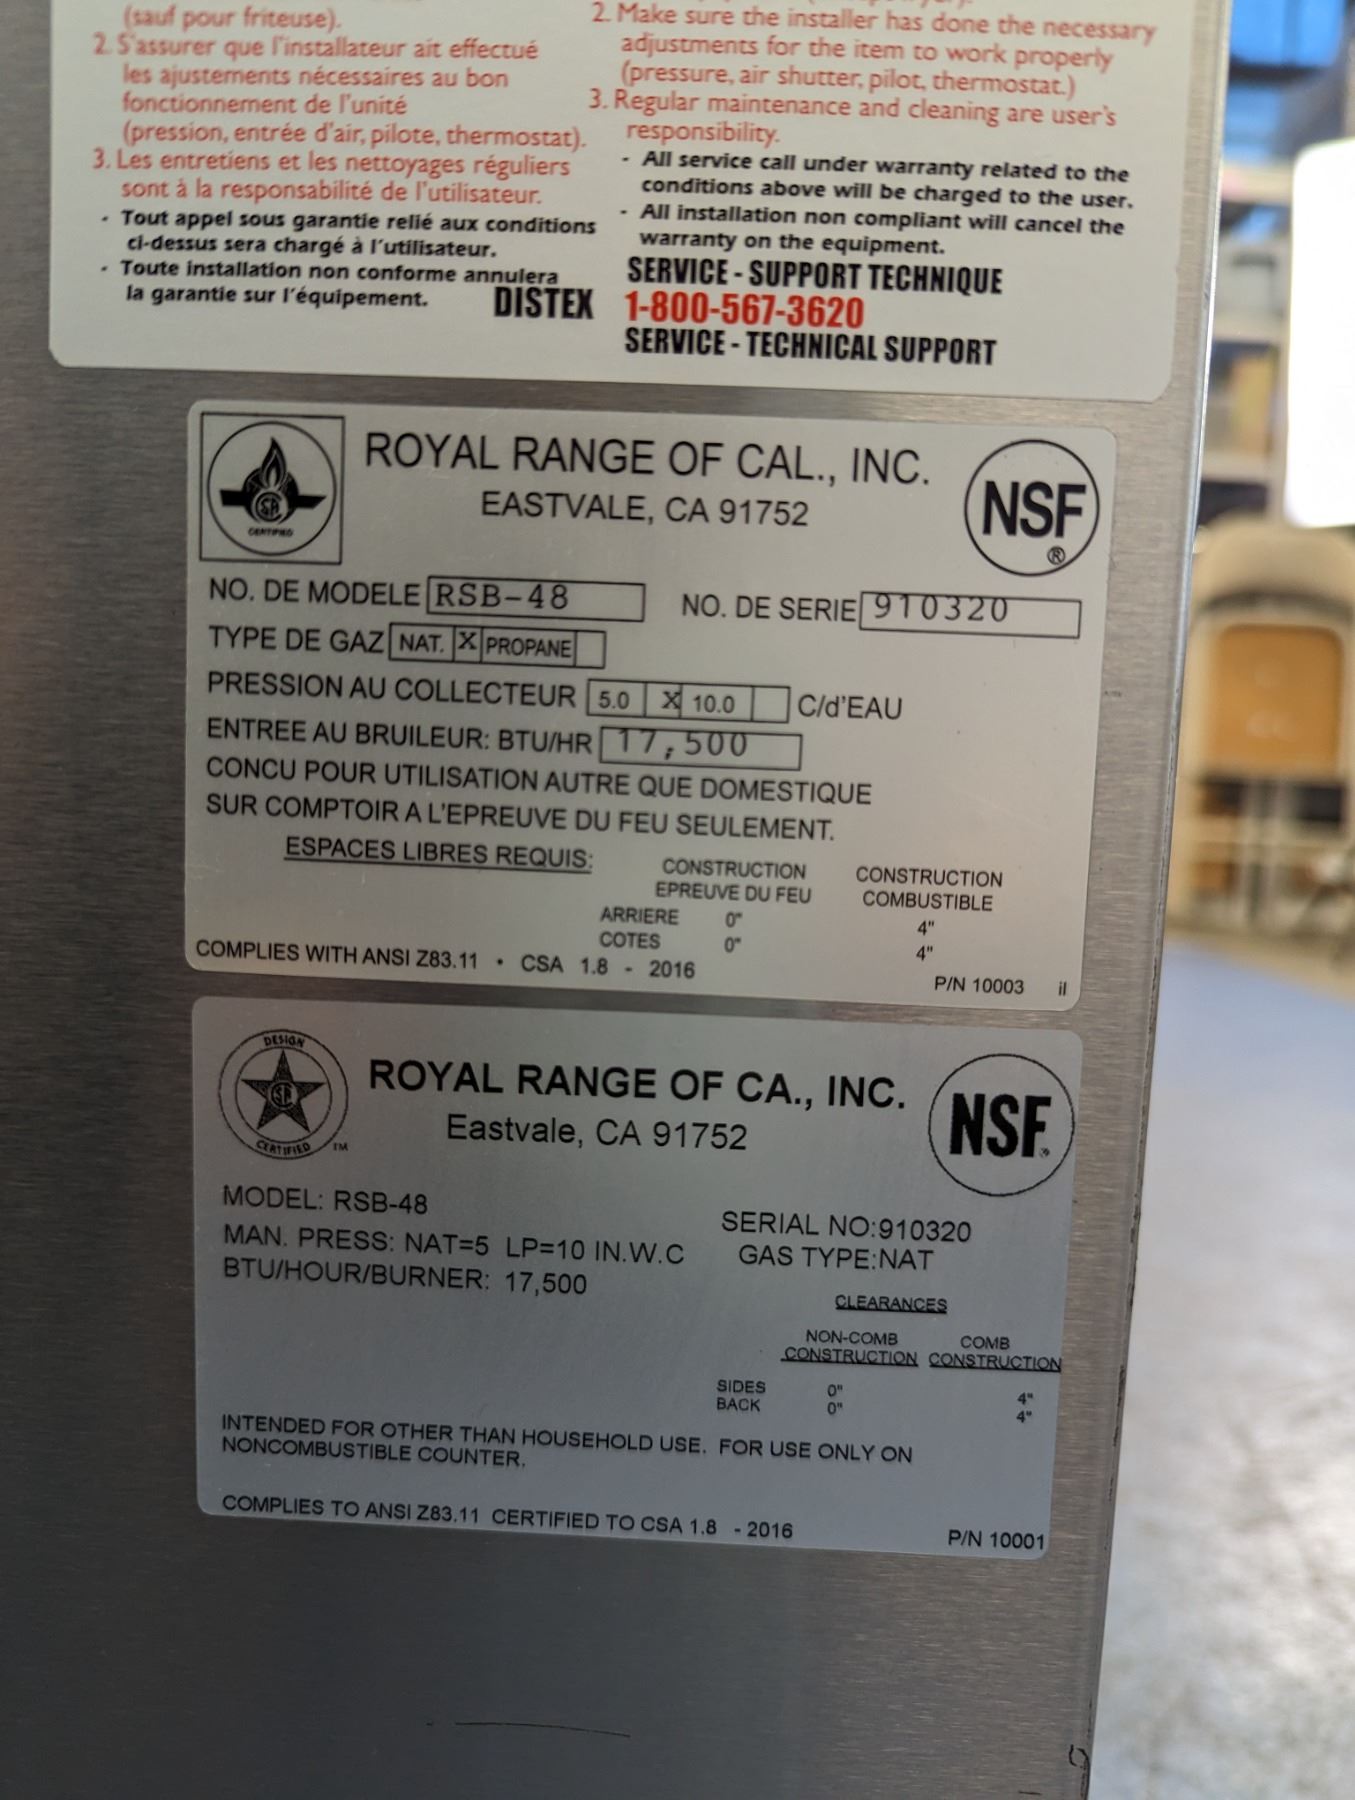 (sauf pour friteuse).
2. S'assurer que l'installateur ait effectué
les ajustements nécessaires au bon
fonctionnement de l'unité
(pression, entrée d'air, pilote, thermostat).
3. Les entretiens et les nettoyages réguliers
sont à la responsabilité de l'utilisateur.
• Tout appel sous garantie relié aux conditions
ci-dessus sera chargé à l'utilisateur.
• Toute installation non conforme annulera
la garantie sur l'équipement.
2. Make sure the installer has done the necessary
adjustments for the item to work properly
(pressure, air shutter, pilot, thermostat.)
3. Regular maintenance and cleaning are user's
responsibility.
• All service call under warranty related to the
conditions above will be charged to the user.
• All installation non compliant will cancel the
warranty on the equipment.
SERVICE - SUPPORT TECHNIQUE
DISTEX 1-800-567-3620
SERVICE - TECHNICAL SUPPORT
CERTIFIED
ROYAL RANGE OF CAL., INC.
EASTVALE, CA 91752
NSF®
NO. DE MODELE RSB-48 NO. DE SERIE 910320
TYPE DE GAZ NAT. X PROPANE
PRESSION AU COLLECTEUR 5.0 X 10.0 C/d'EAU
ENTREE AU BRUILEUR: BTU/HR 17,500
CONCU POUR UTILISATION AUTRE QUE DOMESTIQUE
SUR COMPTOIR A L'EPREUVE DU FEU SEULEMENT.
ESPACES LIBRES REQUIS: CONSTRUCTION CONSTRUCTION
EPREUVE DU FEU COMBUSTIBLE
ARRIERE 0" 4"
COTES 0" 4"
COMPLIES WITH ANSI Z83.11 • CSA 1.8 - 2016
P/N 10003 il
DESIGN
CERTIFIED ™
ROYAL RANGE OF CA., INC.
Eastvale, CA 91752
NSF®
MODEL: RSB-48 SERIAL NO:910320
MAN. PRESS: NAT=5 LP=10 IN.W.C GAS TYPE:NAT
BTU/HOUR/BURNER: 17,500
CLEARANCES
NON-COMB COMB
CONSTRUCTION CONSTRUCTION
SIDES 0" 4"
BACK 0" 4"
INTENDED FOR OTHER THAN HOUSEHOLD USE. FOR USE ONLY ON
NONCOMBUSTIBLE COUNTER.
COMPLIES TO ANSI Z83.11 CERTIFIED TO CSA 1.8 - 2016 P/N 10001